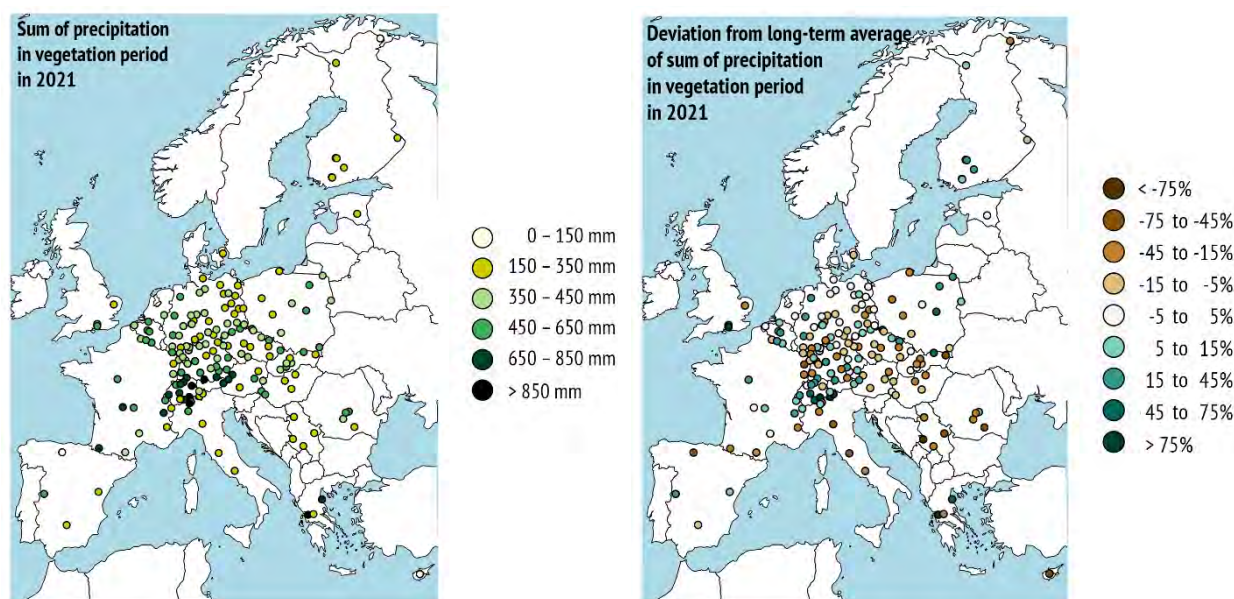 Sum of precipitation
in vegetation period
in 2021
0 – 150 mm
150 – 350 mm
350 – 450 mm
450 – 650 mm
650 – 850 mm
> 850 mm
Deviation from long-term average
of sum of precipitation
in vegetation period
in 2021
< -75%
-75 to -45%
-45 to -15%
-15 to -5%
-5 to 5%
5 to 15%
15 to 45%
45 to 75%
> 75%